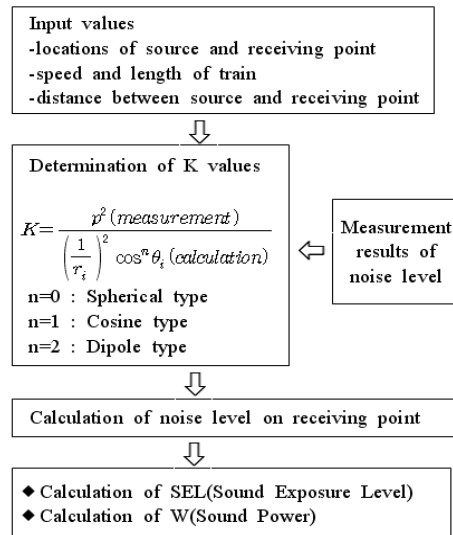 Input values
-locations of source and receiving point
-speed and length of train
-distance between source and receiving point
Determination of K values
K = p² (measurement) / (1/rᵢ)² cosⁿ θᵢ (calculation)
n=0 : Spherical type
n=1 : Cosine type
n=2 : Dipole type
Measurement
results of
noise level
Calculation of noise level on receiving point
◆ Calculation of SEL(Sound Exposure Level)
◆ Calculation of W(Sound Power)